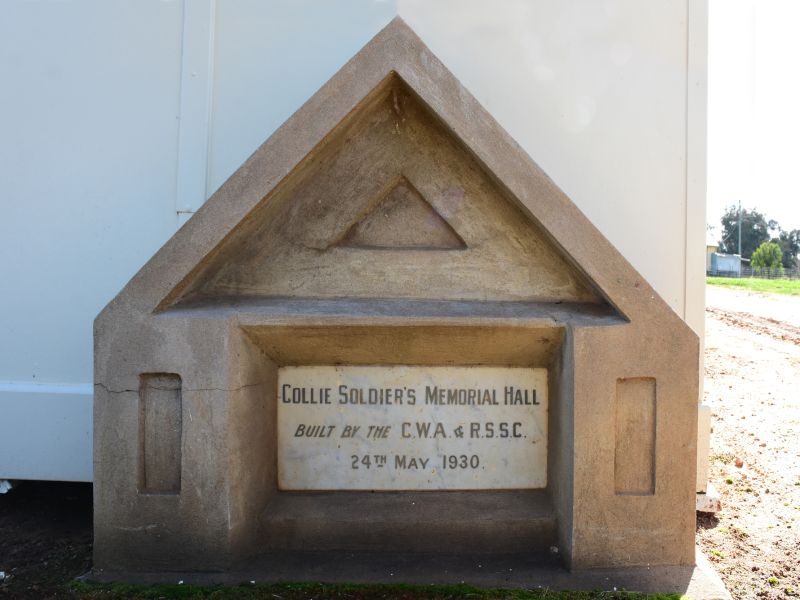 Collie Soldier's Memorial Hall
Built by the C.W.A. & R.S.S.C.
24th May 1930.